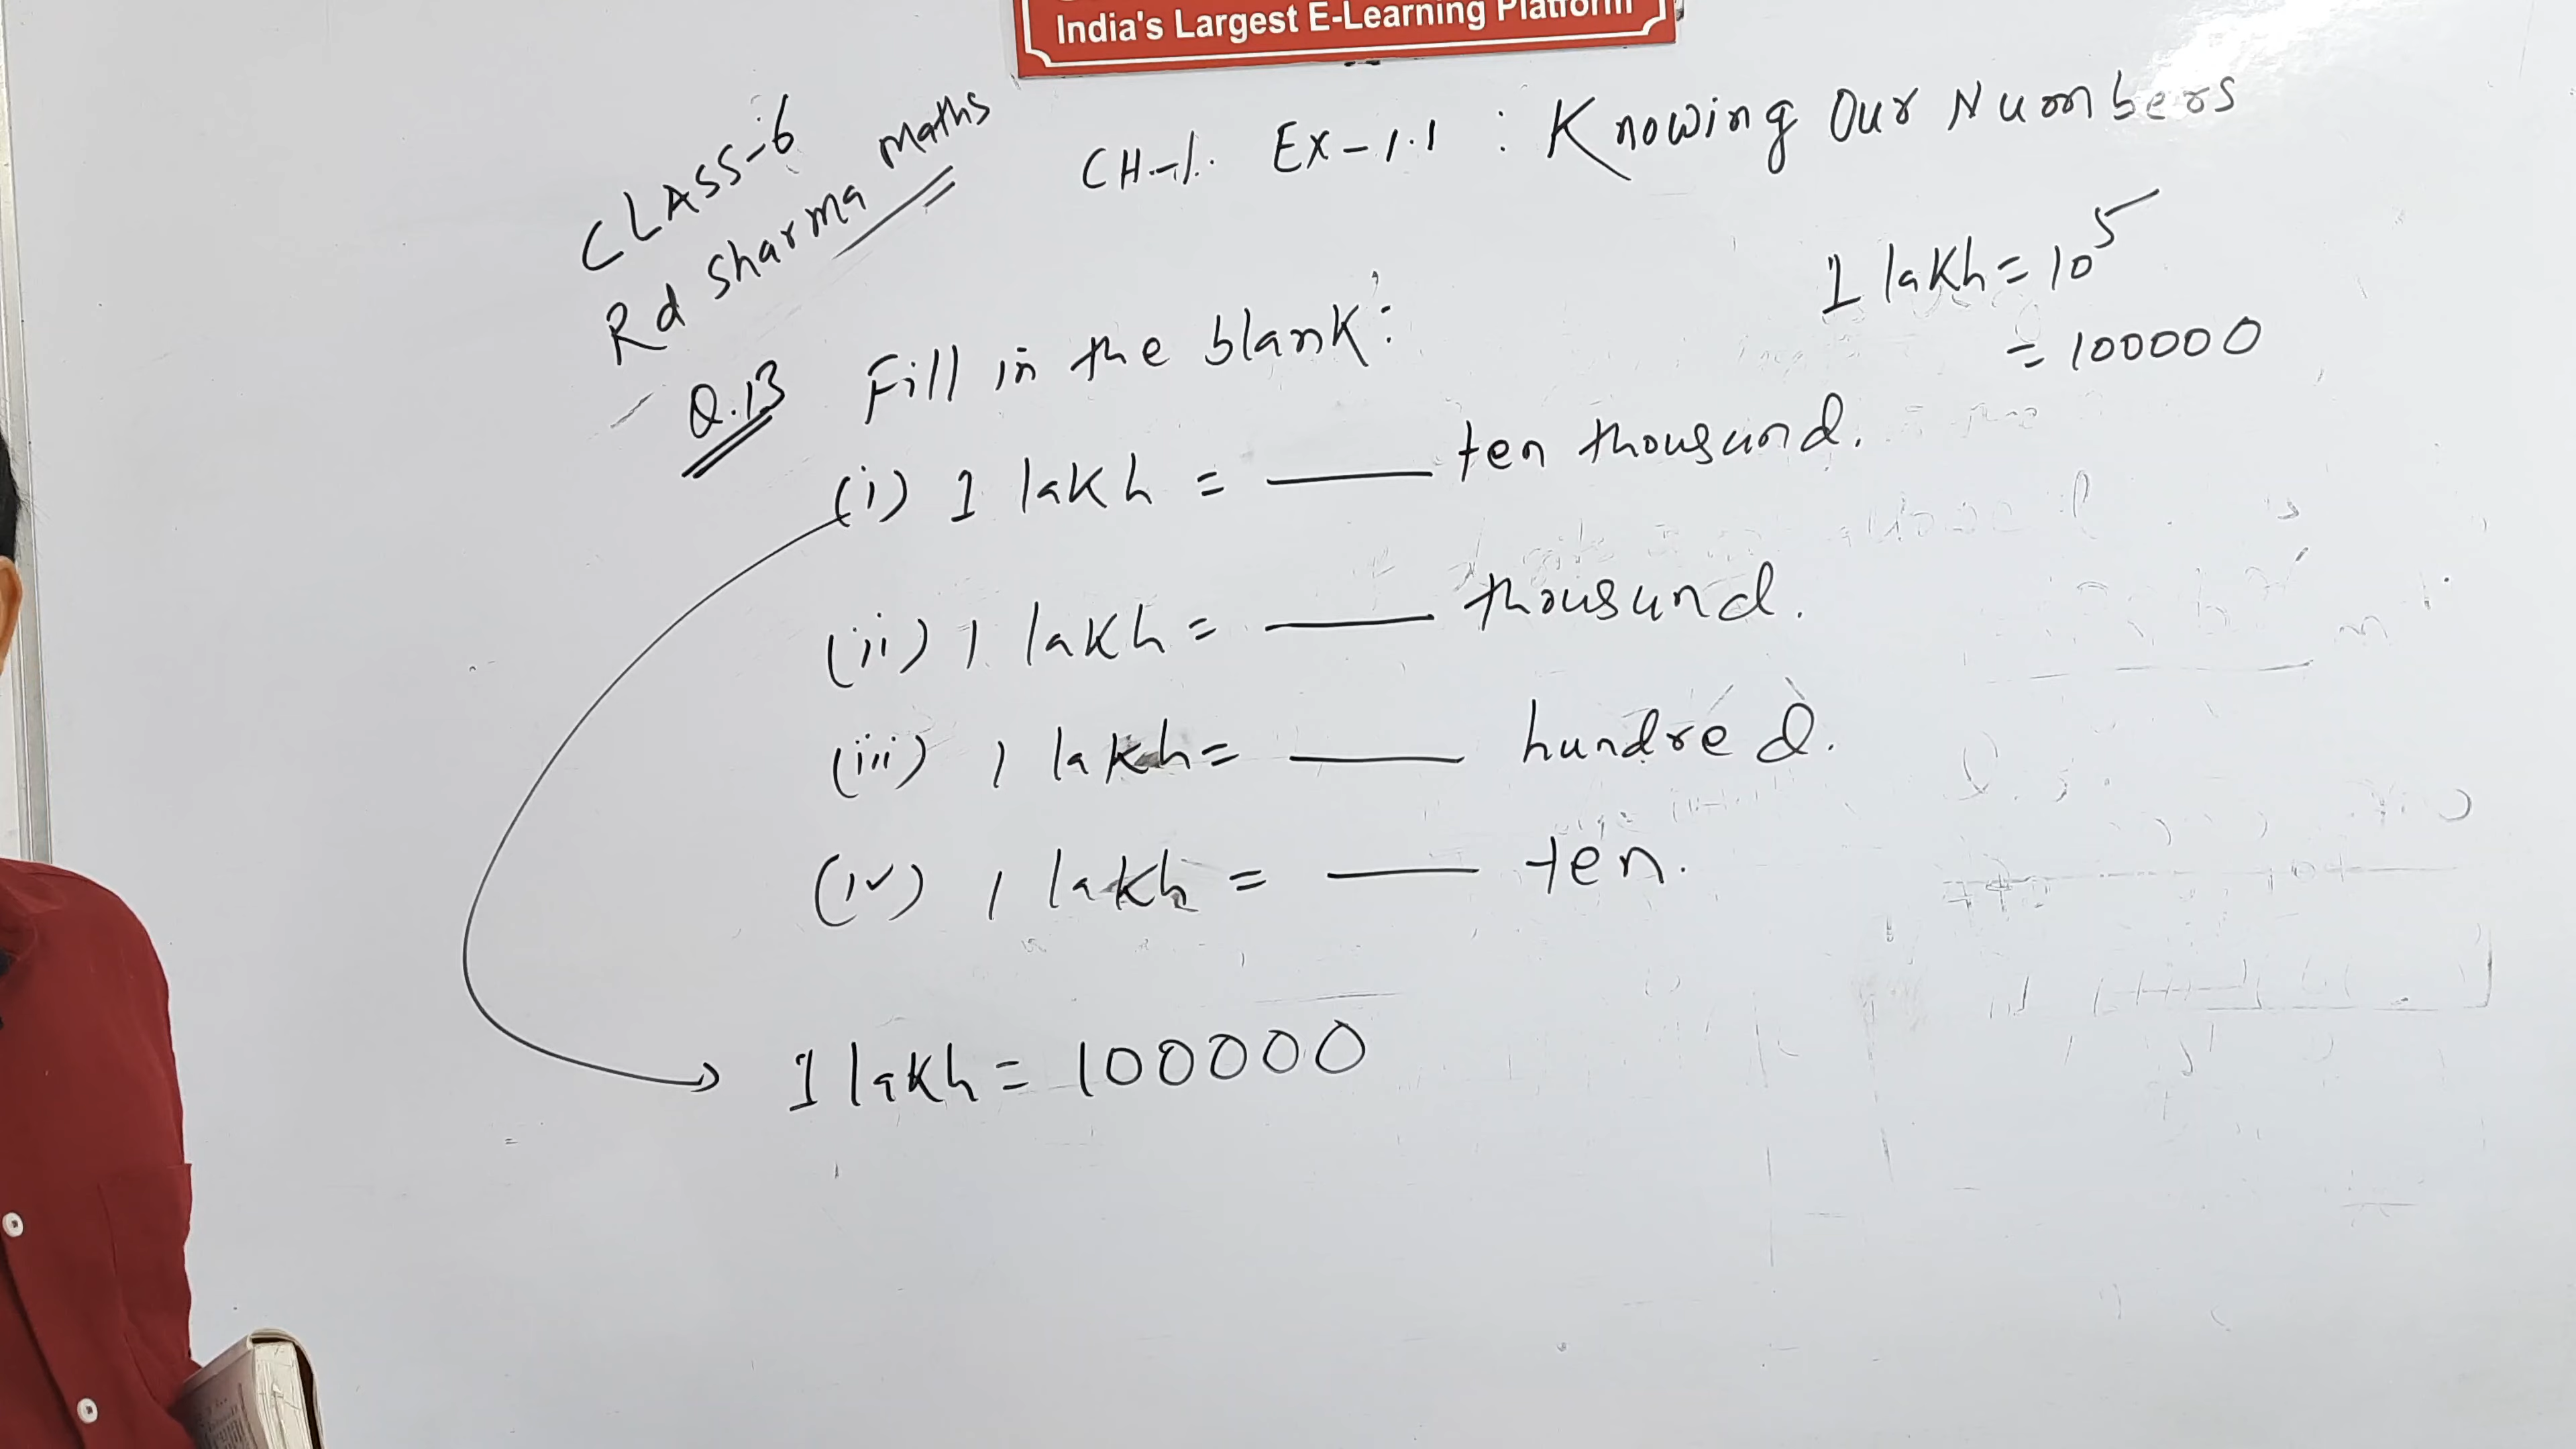 India's Largest E-Learning Platform
CLASS-6
Rd Sharma maths
CH-1. Ex-1.1 : Knowing Our Numbers
1 lakh = 10⁵
= 100000
Q.13 Fill in the blank:
(i) 1 lakh = ___ ten thousand.
(ii) 1 lakh = ___ thousand.
(iii) 1 lakh = ___ hundred.
(iv) 1 lakh = ___ ten.
1 lakh = 100000